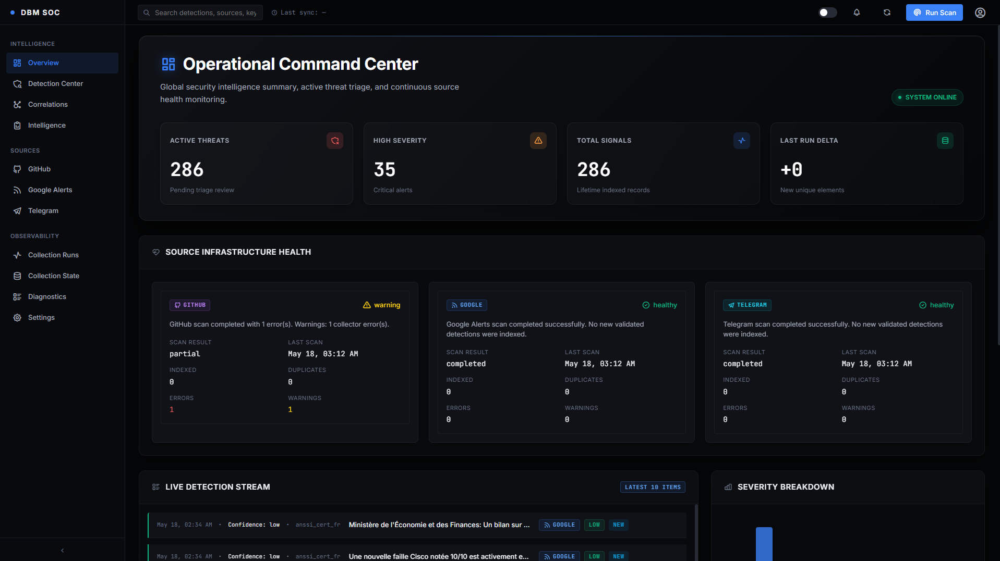 DBM SOC
Search detections, sources, key
Last sync: —
Run Scan
INTELLIGENCE
Overview
Detection Center
Correlations
Intelligence
SOURCES
GitHub
Google Alerts
Telegram
OBSERVABILITY
Collection Runs
Collection State
Diagnostics
Settings
Operational Command Center
Global security intelligence summary, active threat triage, and continuous source
health monitoring.
SYSTEM ONLINE
ACTIVE THREATS
286
Pending triage review
HIGH SEVERITY
35
Critical alerts
TOTAL SIGNALS
286
Lifetime indexed records
LAST RUN DELTA
+0
New unique elements
SOURCE INFRASTRUCTURE HEALTH
GITHUB
warning
GitHub scan completed with 1 error(s). Warnings: 1 collector error(s).
SCAN RESULT
partial
LAST SCAN
May 18, 03:12 AM
INDEXED
0
DUPLICATES
0
ERRORS
1
WARNINGS
1
GOOGLE
healthy
Google Alerts scan completed successfully. No new validated
detections were indexed.
SCAN RESULT
completed
LAST SCAN
May 18, 03:12 AM
INDEXED
0
DUPLICATES
0
ERRORS
0
WARNINGS
0
TELEGRAM
healthy
Telegram scan completed successfully. No new validated detections
were indexed.
SCAN RESULT
completed
LAST SCAN
May 18, 03:12 AM
INDEXED
0
DUPLICATES
0
ERRORS
0
WARNINGS
0
LIVE DETECTION STREAM
LATEST 10 ITEMS
May 18, 02:34 AM • Confidence: low • anssi_cert_fr Ministère de l'Économie et des Finances: Un bilan sur ... GOOGLE LOW NEW
May 18, 02:34 AM • Confidence: low • anssi_cert_fr Une nouvelle faille Cisco notée 10/10 est activement e... GOOGLE LOW NEW
SEVERITY BREAKDOWN